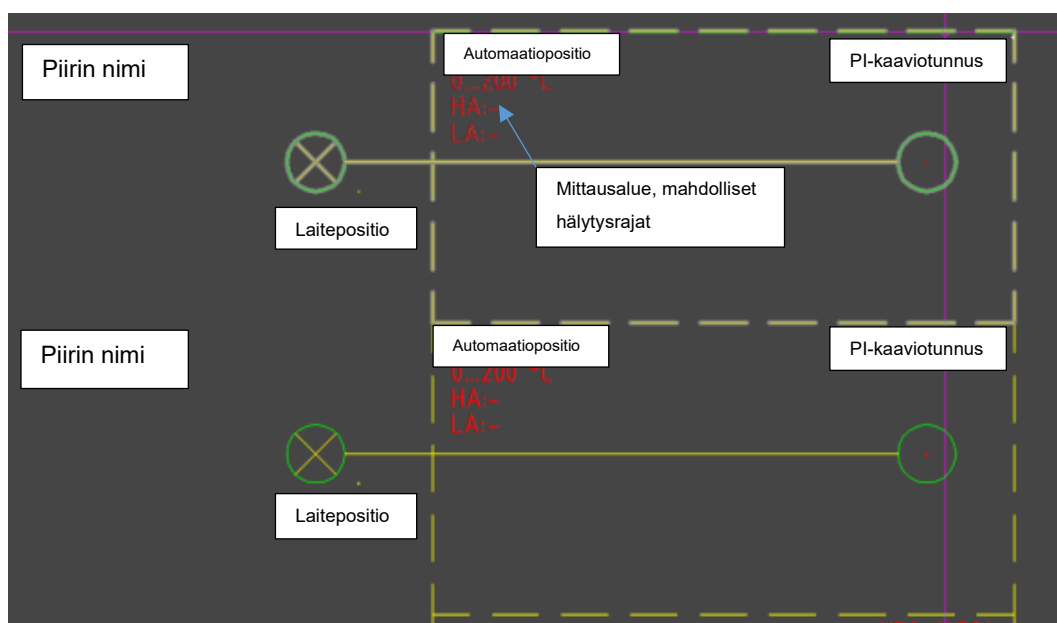 Piirin nimi
Automaatiopositio
PI-kaaviotunnus
0...200 °C
HA:-
LA:-
Mittausalue, mahdolliset
hälytysrajat
Laitepositio
Piirin nimi
Automaatiopositio
PI-kaaviotunnus
0...200 °C
HA:-
LA:-
Laitepositio